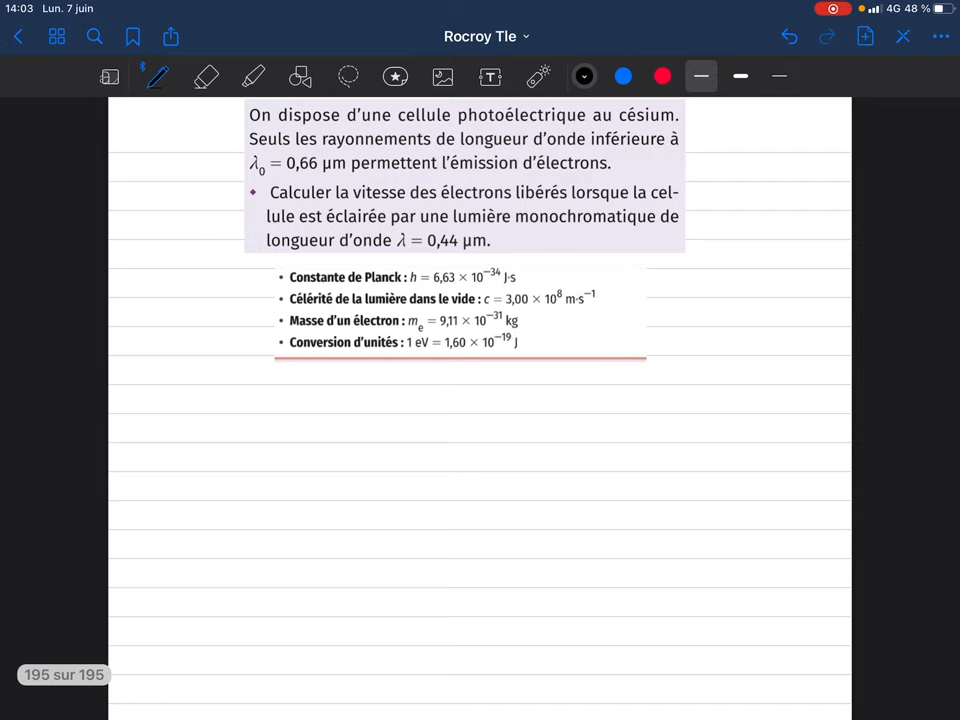 14:03 Lun. 7 juin 4G 48 %
Rocroy Tle
T
On dispose d’une cellule photoélectrique au césium.
Seuls les rayonnements de longueur d’onde inférieure à
λ₀ = 0,66 µm permettent l’émission d’électrons.
Calculer la vitesse des électrons libérés lorsque la cel-
lule est éclairée par une lumière monochromatique de
longueur d’onde λ = 0,44 µm.
• Constante de Planck : h = 6,63 × 10⁻³⁴ J·s
• Célérité de la lumière dans le vide : c = 3,00 × 10⁸ m·s⁻¹
• Masse d’un électron : mₑ = 9,11 × 10⁻³¹ kg
• Conversion d’unités : 1 eV = 1,60 × 10⁻¹⁹ J
195 sur 195